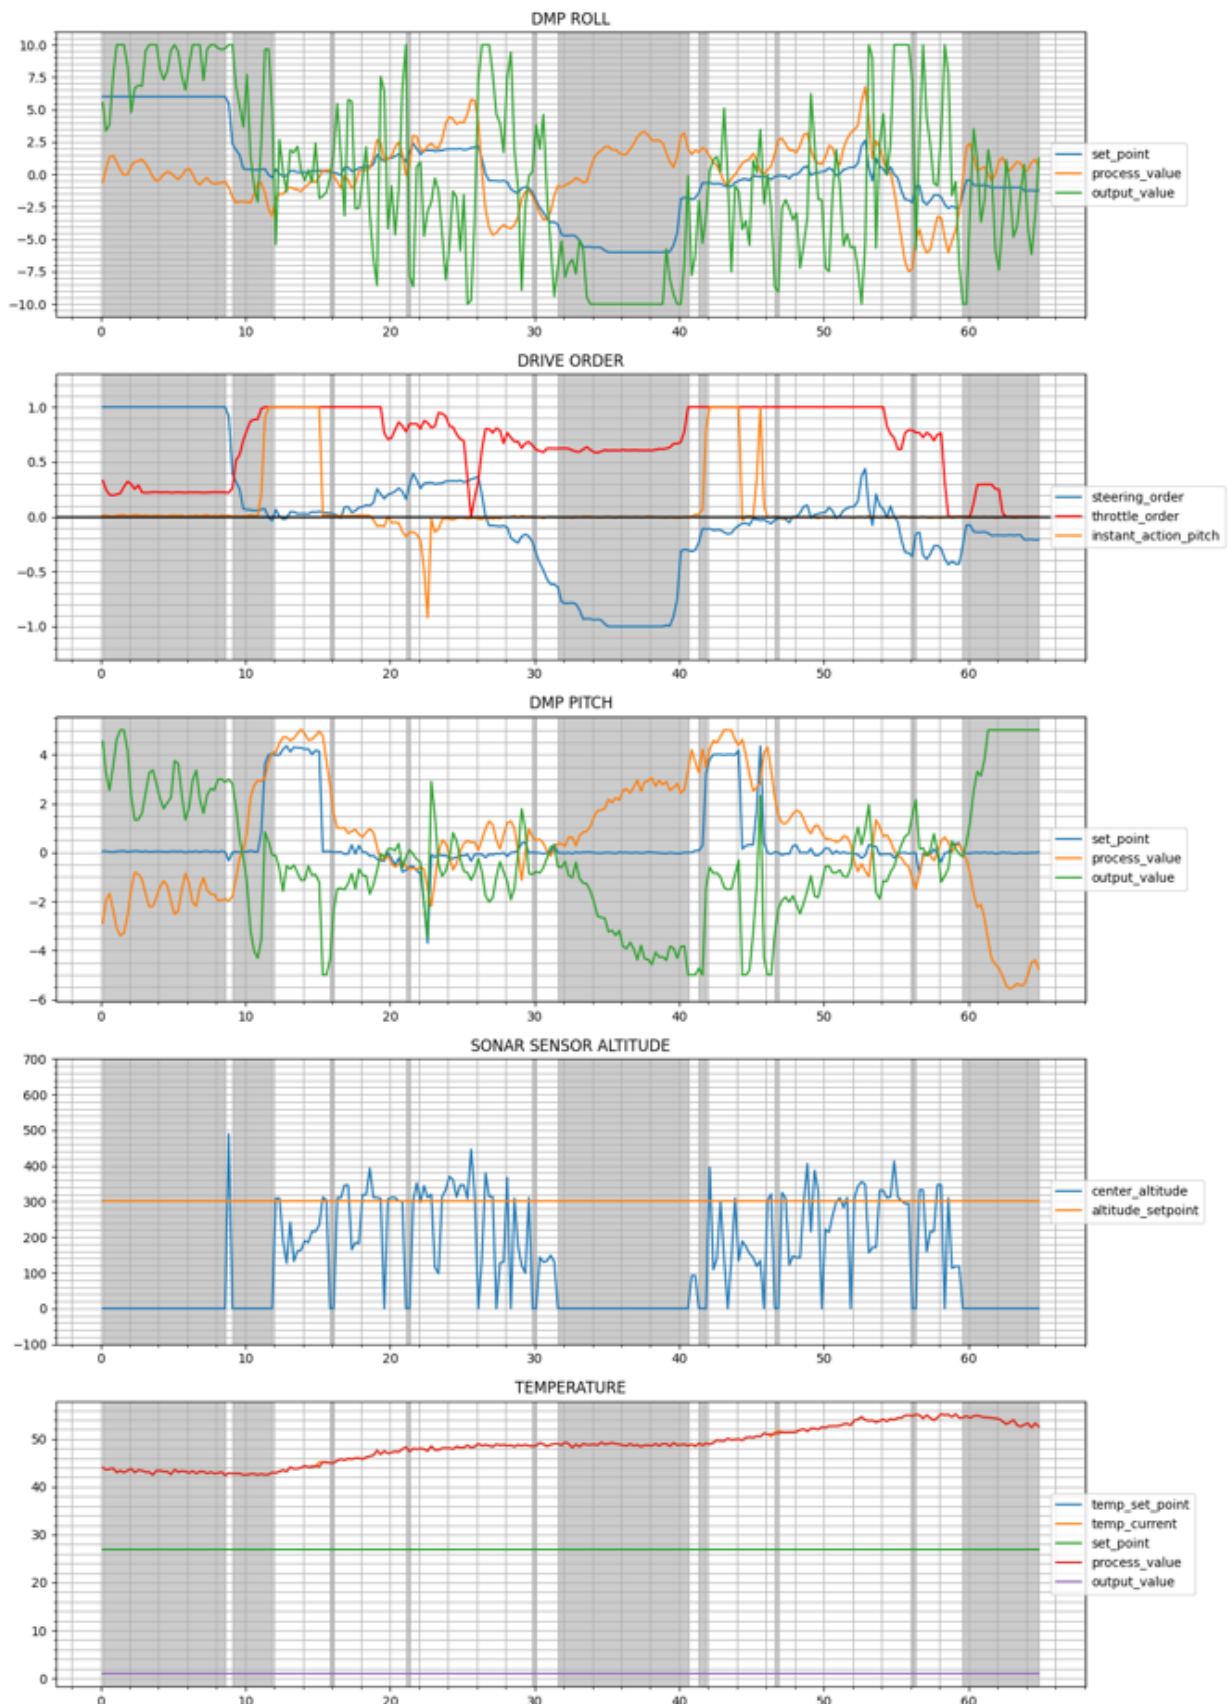 DMP ROLL
10.0
7.5
5.0
2.5
0.0
−2.5
−5.0
−7.5
−10.0
0 10 20 30 40 50 60
set_point
process_value
output_value
DRIVE ORDER
1.0
0.5
0.0
−0.5
−1.0
0 10 20 30 40 50 60
steering_order
throttle_order
instant_action_pitch
DMP PITCH
4
2
0
−2
−4
−6
0 10 20 30 40 50 60
set_point
process_value
output_value
SONAR SENSOR ALTITUDE
700
600
500
400
300
200
100
0
−100
0 10 20 30 40 50 60
center_altitude
altitude_setpoint
TEMPERATURE
50
40
30
20
10
0
0 10 20 30 40 50 60
temp_set_point
temp_current
set_point
process_value
output_value